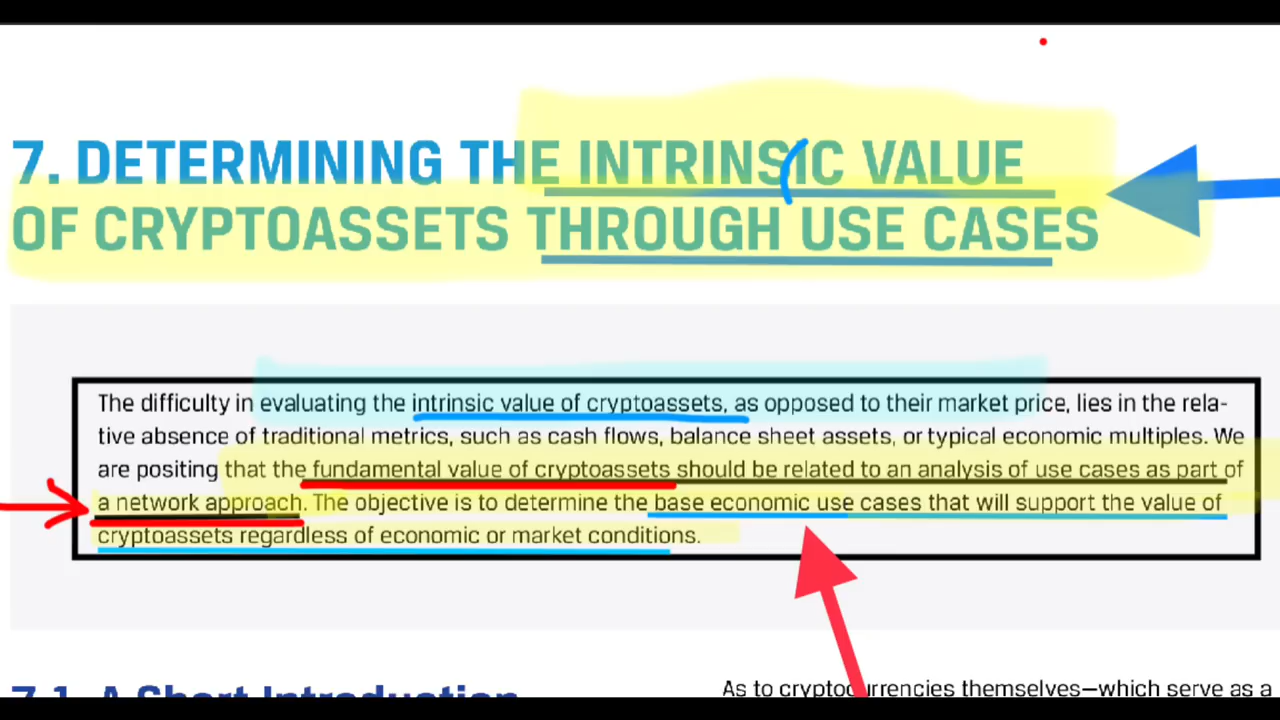 7. DETERMINING THE INTRINSIC VALUE
OF CRYPTOASSETS THROUGH USE CASES
The difficulty in evaluating the intrinsic value of cryptoassets, as opposed to their market price, lies in the rela-
tive absence of traditional metrics, such as cash flows, balance sheet assets, or typical economic multiples. We
are positing that the fundamental value of cryptoassets should be related to an analysis of use cases as part of
a network approach. The objective is to determine the base economic use cases that will support the value of
cryptoassets regardless of economic or market conditions.
7.1. A Short Introduction
As to cryptocurrencies themselves—which serve as a